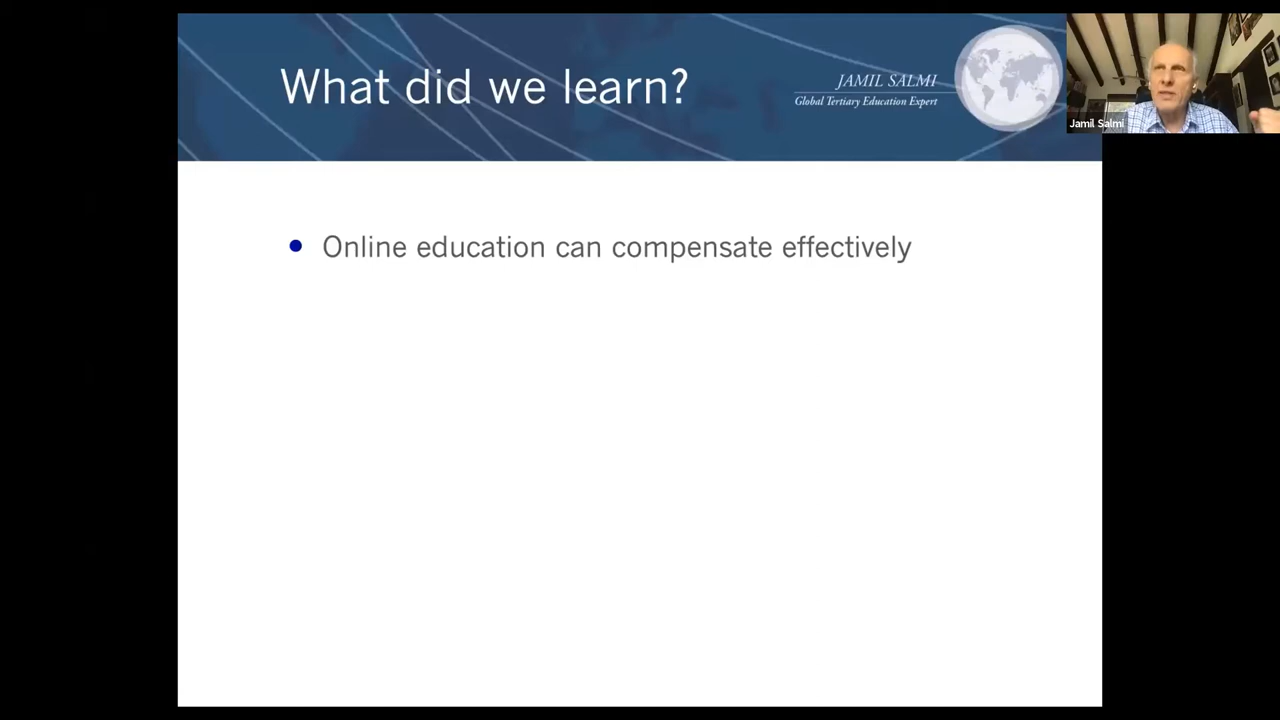 What did we learn?
JAMIL SALMI
Global Tertiary Education Expert
Jamil Salmi
• Online education can compensate effectively